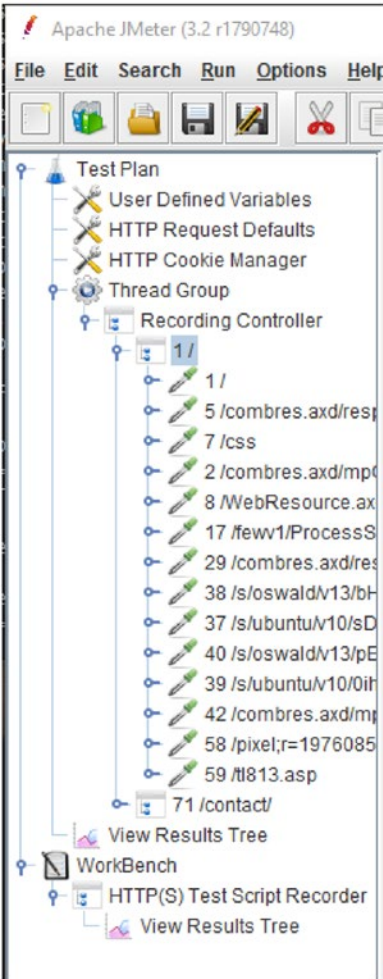 Apache JMeter (3.2 r1790748)
File Edit Search Run Options Help
Test Plan
User Defined Variables
HTTP Request Defaults
HTTP Cookie Manager
Thread Group
Recording Controller
1 /
1 /
5 /combres.axd/resp
7 /css
2 /combres.axd/mp
8 /WebResource.ax
17 /fewv1/ProcessS
29 /combres.axd/res
38 /s/oswald/v13/bH
37 /s/ubuntu/v10/sD
40 /s/oswald/v13/pE
39 /s/ubuntu/v10/0ih
42 /combres.axd/mp
58 /pixel;r=1976085
59 /tl813.asp
71 /contact/
View Results Tree
WorkBench
HTTP(S) Test Script Recorder
View Results Tree